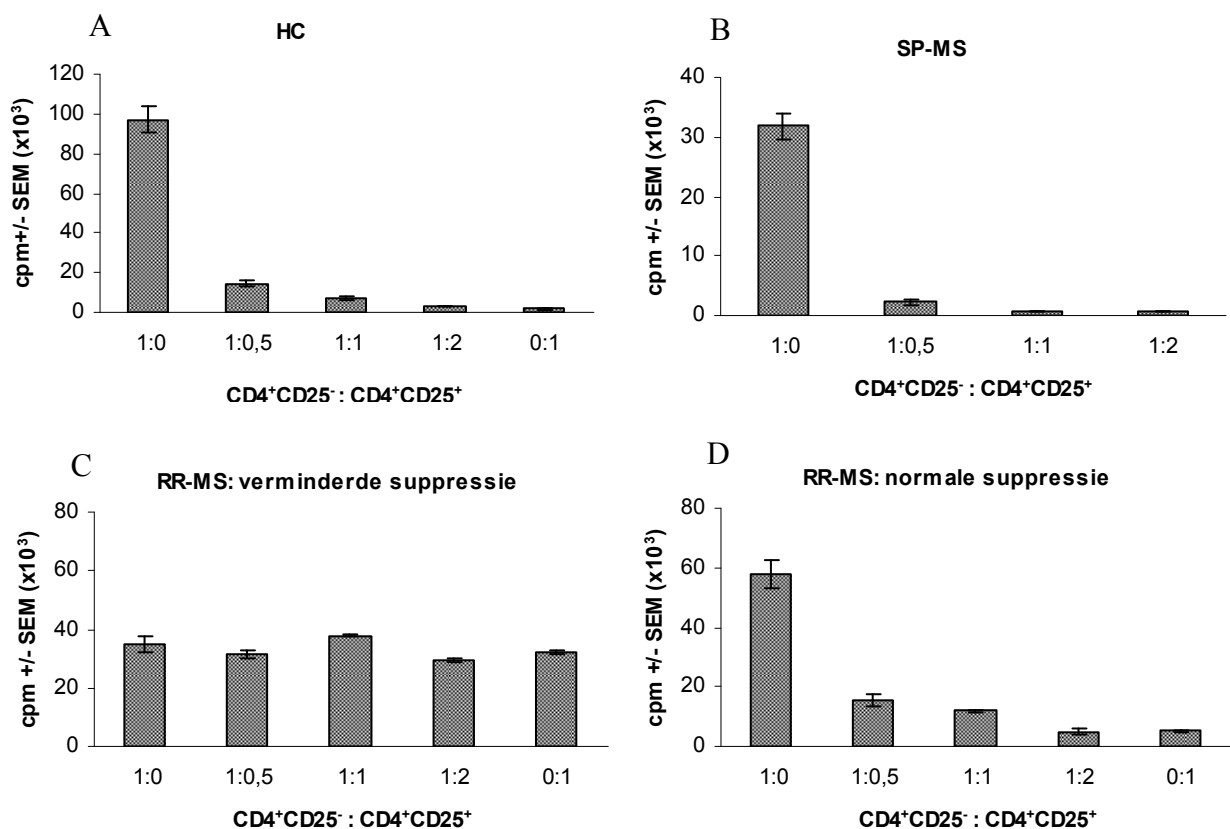 A
HC
cpm+/- SEM (x10³)
120
100
80
60
40
20
0
1:0 1:0,5 1:1 1:2 0:1
CD4⁺CD25⁻ : CD4⁺CD25⁺
B
SP-MS
cpm +/- SEM (x10³)
40
30
20
10
0
1:0 1:0,5 1:1 1:2
CD4⁺CD25⁻ : CD4⁺CD25⁺
C
RR-MS: verminderde suppressie
cpm +/- SEM (x10³)
80
60
40
20
0
1:0 1:0,5 1:1 1:2 0:1
CD4⁺CD25⁻ : CD4⁺CD25⁺
D
RR-MS: normale suppressie
cpm +/- SEM (x10³)
80
60
40
20
0
1:0 1:0,5 1:1 1:2 0:1
CD4⁺CD25⁻ : CD4⁺CD25⁺